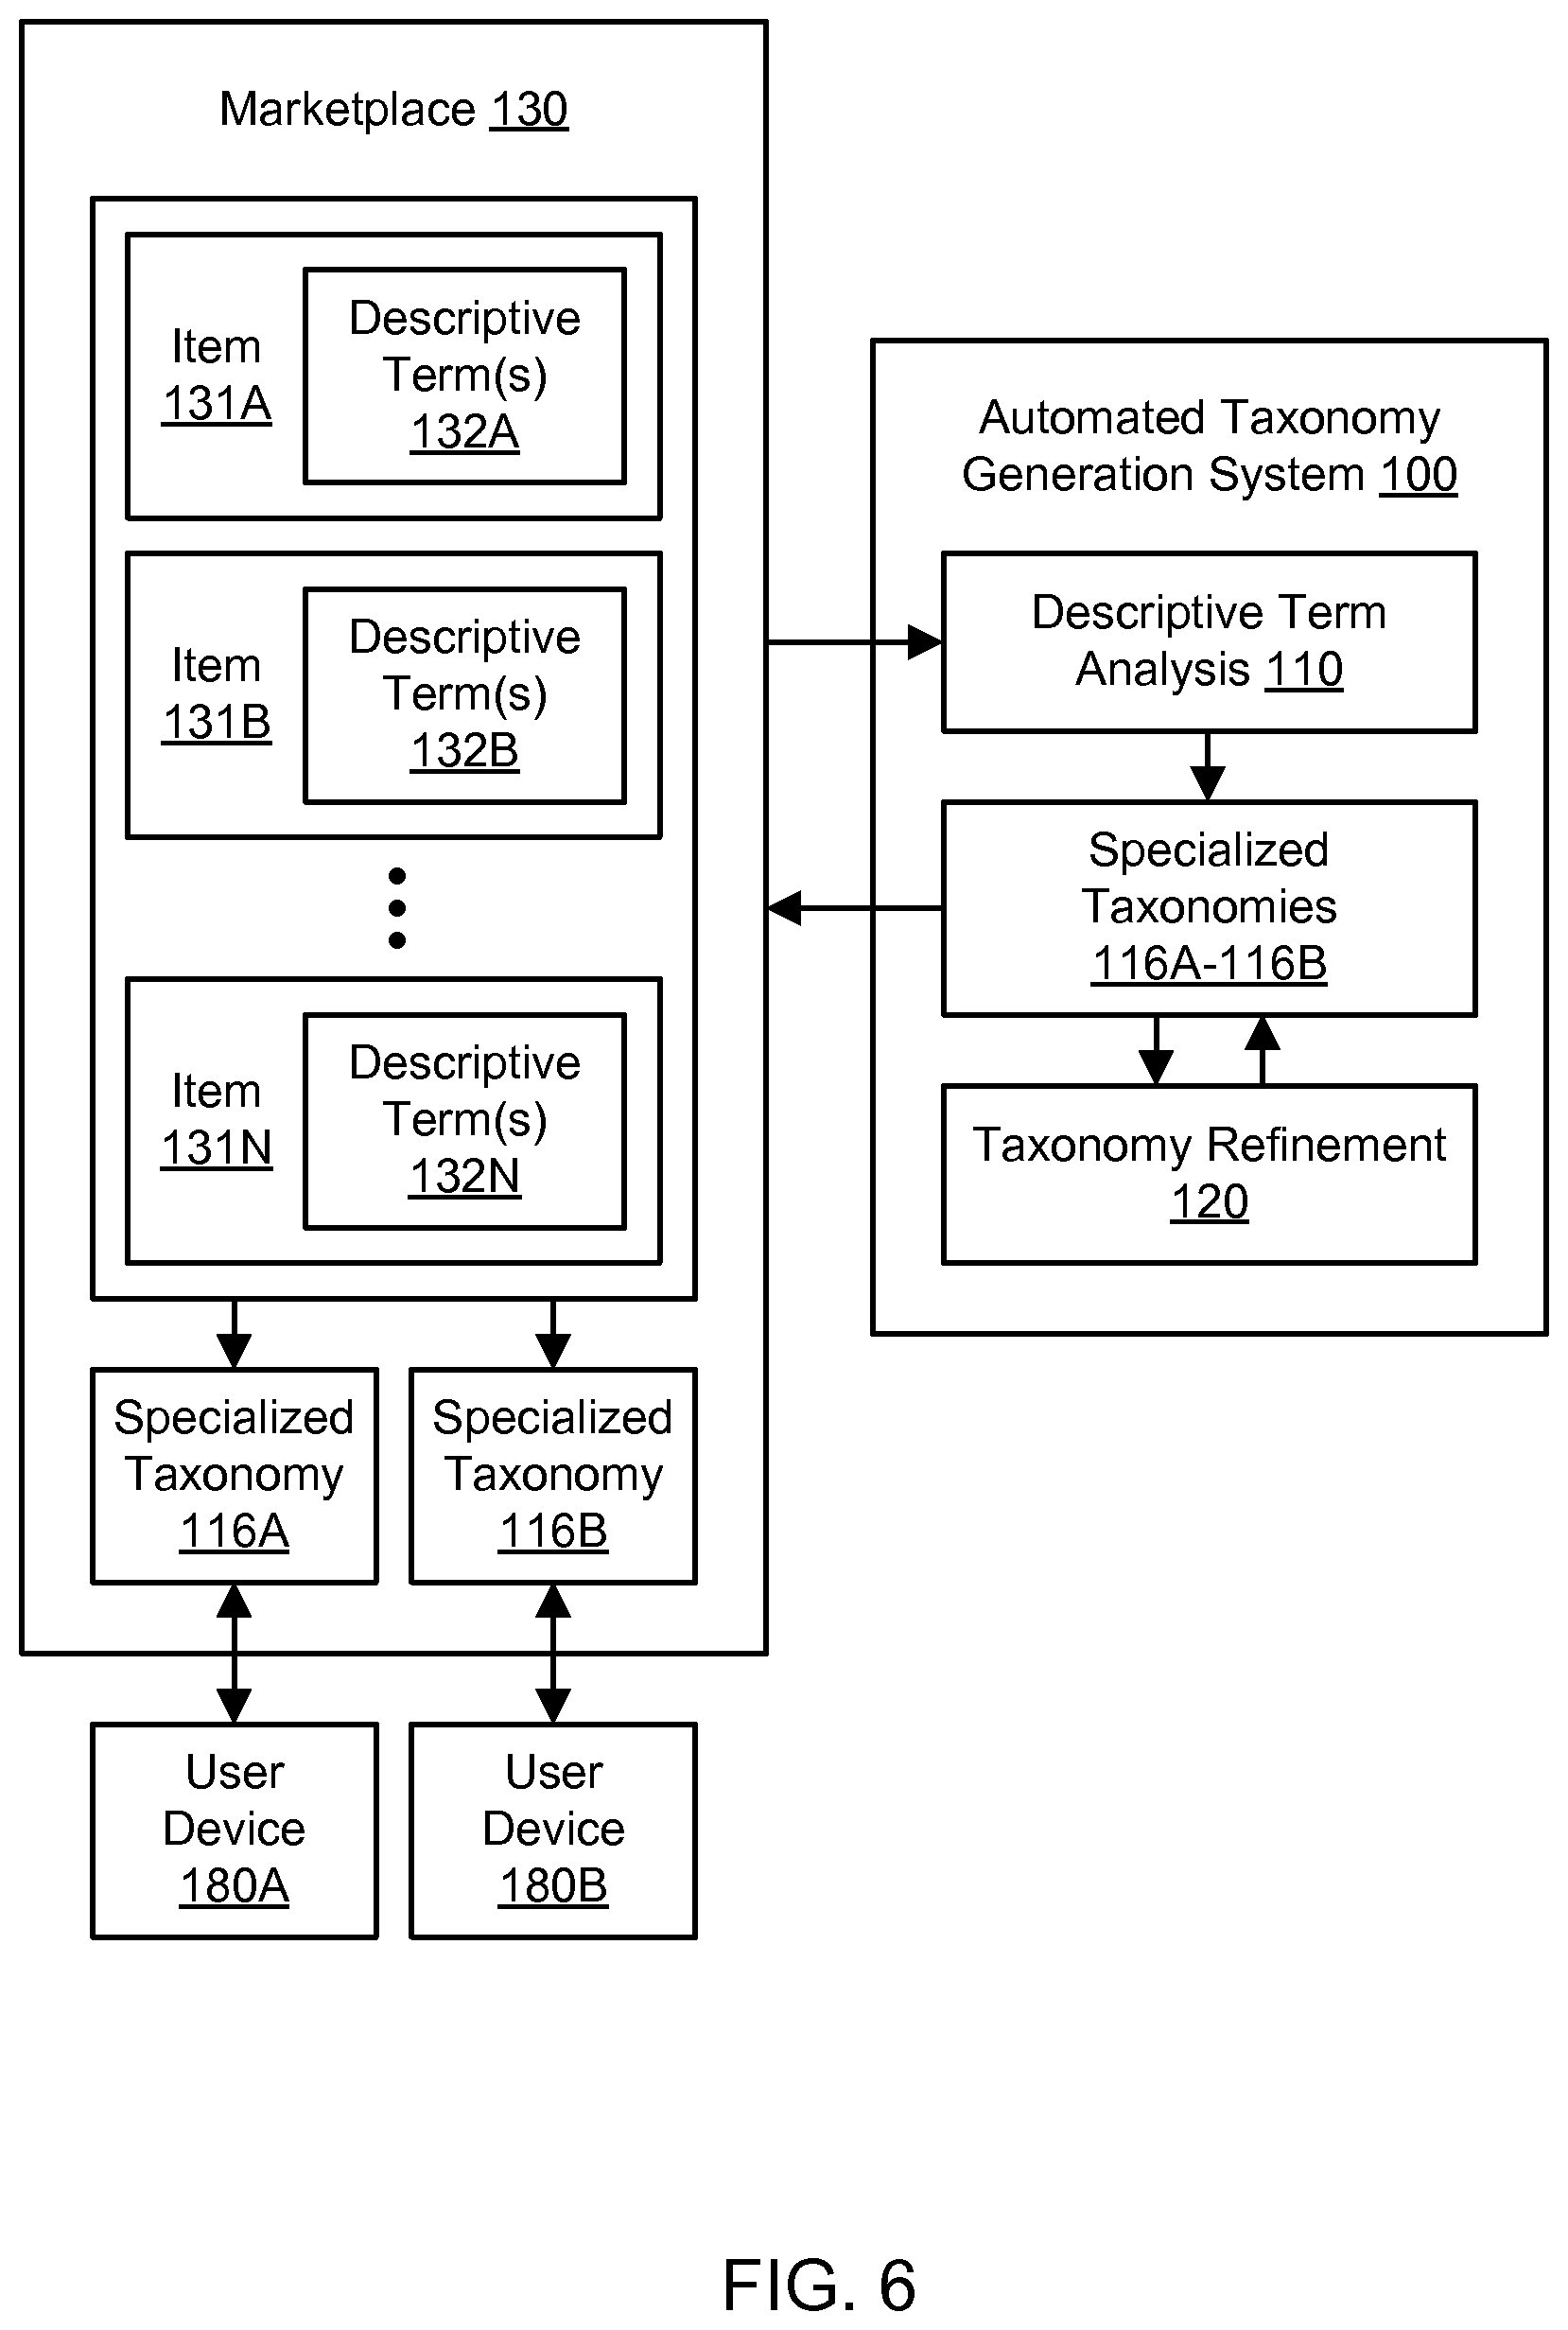 Marketplace 130
Item
131A
Descriptive
Term(s)
132A
Item
131B
Descriptive
Term(s)
132B
Item
131N
Descriptive
Term(s)
132N
Specialized
Taxonomy
116A
Specialized
Taxonomy
116B
User
Device
180A
User
Device
180B
Automated Taxonomy
Generation System 100
Descriptive Term
Analysis 110
Specialized
Taxonomies
116A-116B
Taxonomy Refinement
120
FIG. 6